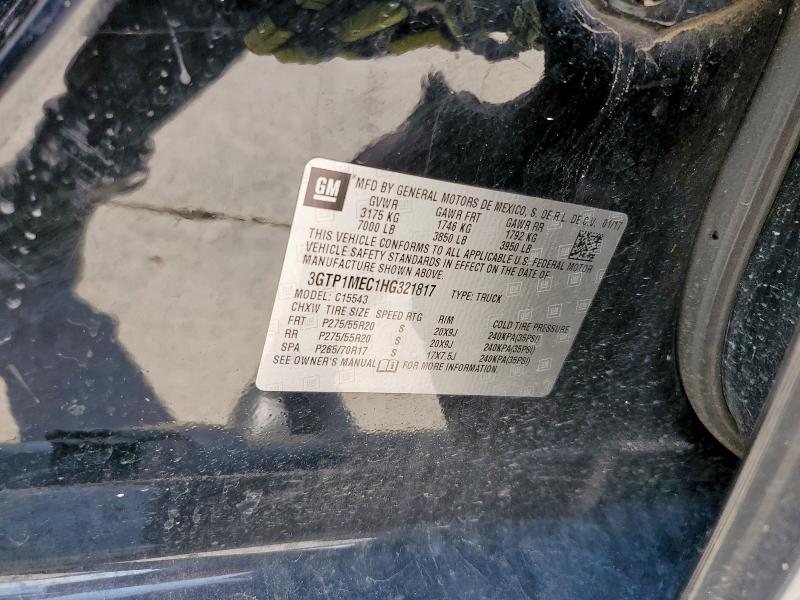 GM
MFD BY GENERAL MOTORS DE MEXICO, S. DE R.L. DE C.V. 01/17
GVWR GAWR FRT GAWR RR
3175 KG 1746 KG 1792 KG
7000 LB 3850 LB 3950 LB
THIS VEHICLE CONFORMS TO ALL APPLICABLE U.S. FEDERAL MOTOR
VEHICLE SAFETY STANDARDS IN EFFECT ON THE DATE OF
MANUFACTURE SHOWN ABOVE.
3GTP1MEC1HG321817 TYPE: TRUCK
MODEL: C15543
CHXW TIRE SIZE SPEED RTG RIM COLD TIRE PRESSURE
FRT P275/55R20 S 20X9J 240KPA(35PSI)
RR P275/55R20 S 20X9J 240KPA(35PSI)
SPA P265/70R17 S 17X7.5J 240KPA(35PSI)
SEE OWNER'S MANUAL FOR MORE INFORMATION.